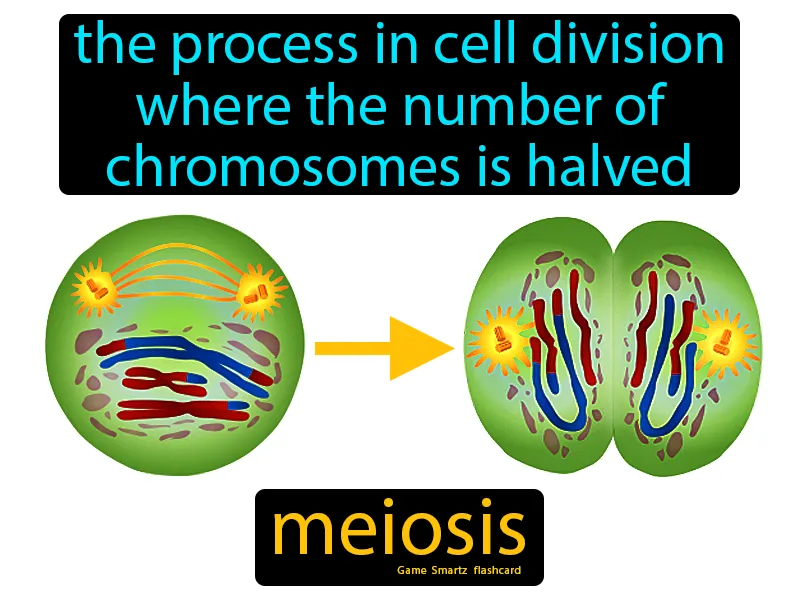 the process in cell division
where the number of
chromosomes is halved
meiosis
Game Smartz flashcard